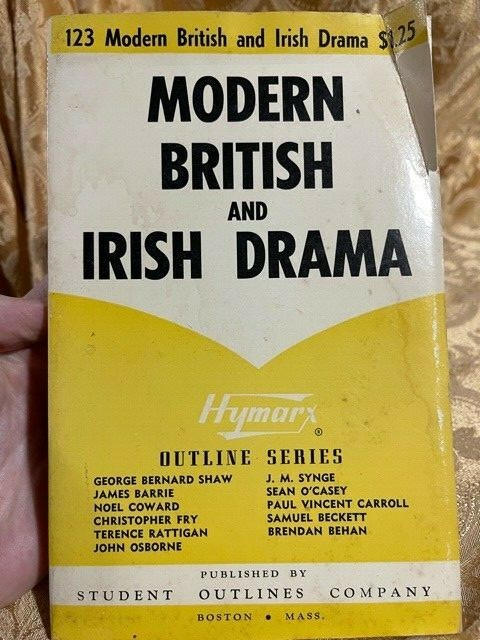 123 Modern British and Irish Drama $1.25
MODERN
BRITISH
AND
IRISH DRAMA
Hymarx
®
OUTLINE SERIES
GEORGE BERNARD SHAW
JAMES BARRIE
NOEL COWARD
CHRISTOPHER FRY
TERENCE RATTIGAN
JOHN OSBORNE
J. M. SYNGE
SEAN O'CASEY
PAUL VINCENT CARROLL
SAMUEL BECKETT
BRENDAN BEHAN
PUBLISHED BY
STUDENT OUTLINES COMPANY
BOSTON • MASS.